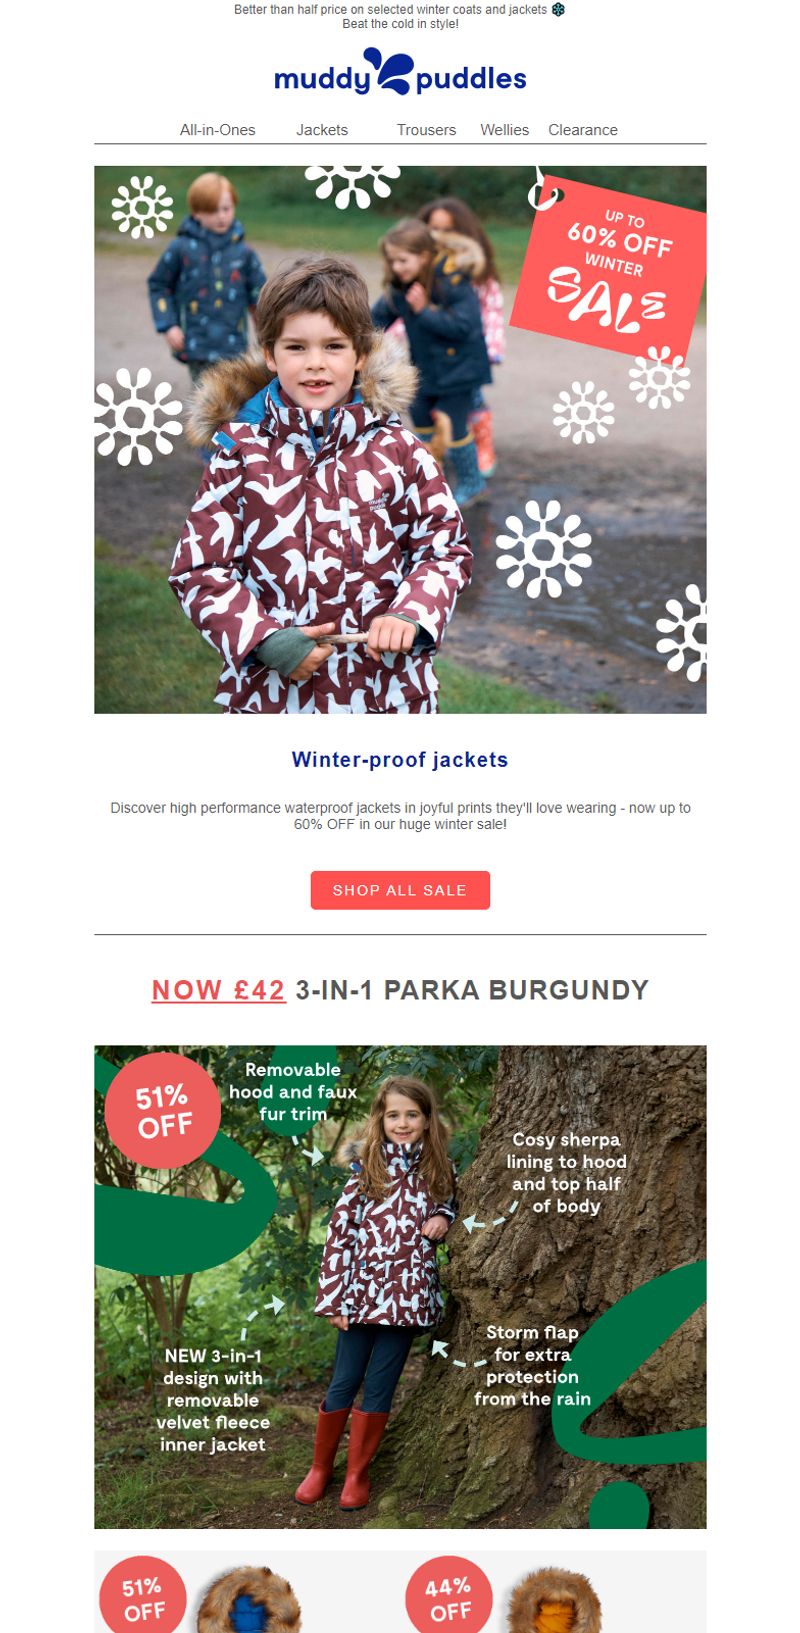 Better than half price on selected winter coats and jackets
Beat the cold in style!
muddy puddles
All-in-Ones Jackets Trousers Wellies Clearance
UP TO
60% OFF
WINTER
SALE
muddy
puddles
Winter-proof jackets
Discover high performance waterproof jackets in joyful prints they'll love wearing - now up to
60% OFF in our huge winter sale!
SHOP ALL SALE
NOW £42 3-IN-1 PARKA BURGUNDY
51%
OFF
Removable
hood and faux
fur trim
Cosy sherpa
lining to hood
and top half
of body
NEW 3-in-1
design with
removable
velvet fleece
inner jacket
Storm flap
for extra
protection
from the rain
51%
OFF
44%
OFF